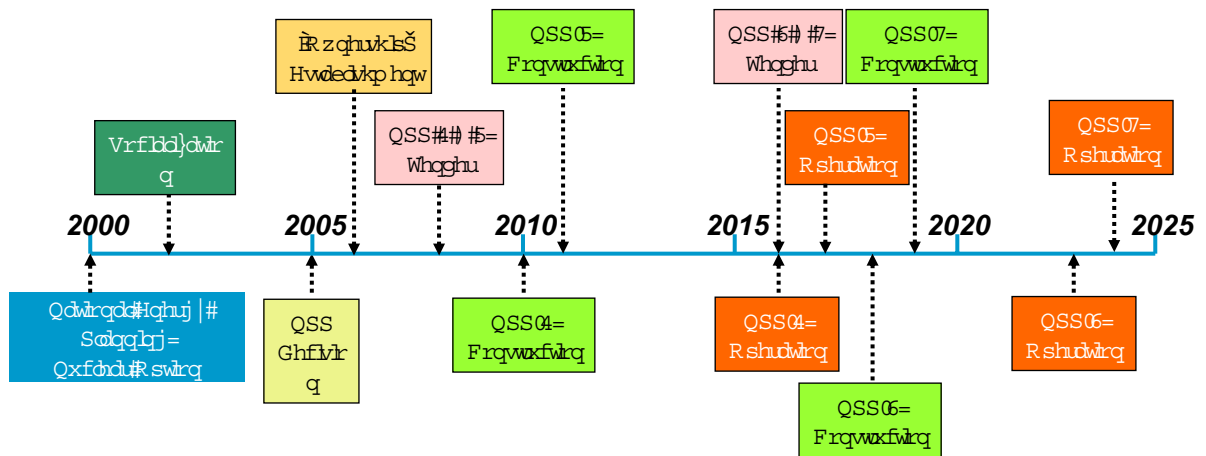 ÈRzqhuvklsŠ
Hvwdeolvkphqw
QSS05=
Frqvwuxfwlrq
QSS#6#)#7=
Whqghu
QSS07=
Frqvwuxfwlrq
Vrfldol}dwlr
q
QSS#4#)#5=
Whqghu
QSS05=
Rshudwlrq
QSS07=
Rshudwlrq
2000
2005
2010
2015
2020
2025
Qdwlrqdo#Hqhuj|#
Sodqqlqj=
Qxfohdu#Rswlrq
QSS
Ghflvlr
q
QSS04=
Frqvwuxfwlrq
QSS04=
Rshudwlrq
QSS06=
Rshudwlrq
QSS06=
Frqvwuxfwlrq